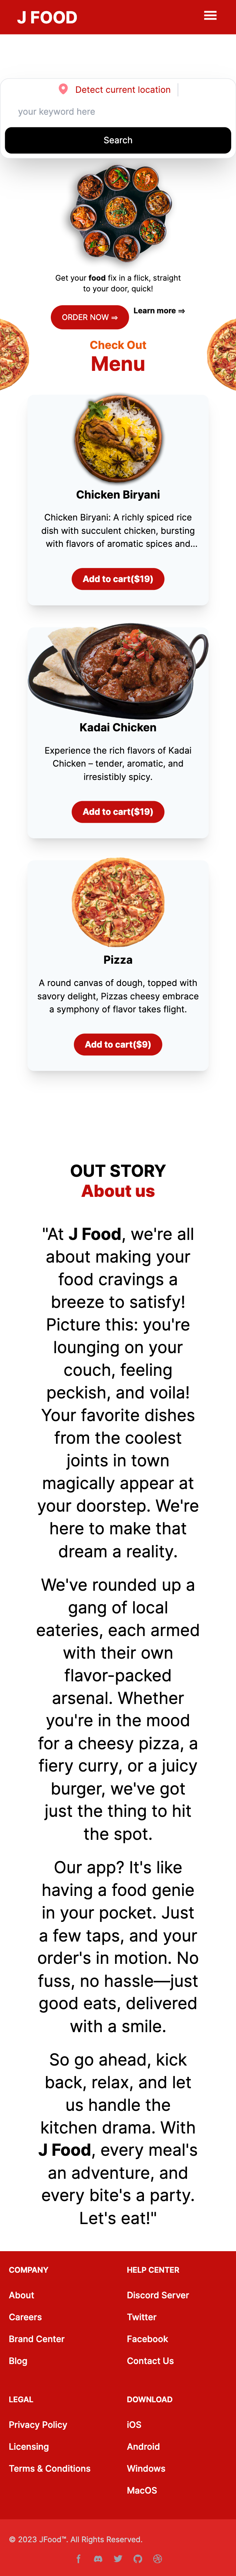 J FOOD
Detect current location
your keyword here
Search
Get your food fix in a flick, straight
to your door, quick!
ORDER NOW ⇒
Learn more ⇒
Check Out
Menu
Chicken Biryani
Chicken Biryani: A richly spiced rice
dish with succulent chicken, bursting
with flavors of aromatic spices and...
Add to cart($19)
Kadai Chicken
Experience the rich flavors of Kadai
Chicken – tender, aromatic, and
irresistibly spicy.
Add to cart($19)
Pizza
A round canvas of dough, topped with
savory delight, Pizzas cheesy embrace
a symphony of flavor takes flight.
Add to cart($9)
OUT STORY
About us
"At J Food, we're all
about making your
food cravings a
breeze to satisfy!
Picture this: you're
lounging on your
couch, feeling
peckish, and voila!
Your favorite dishes
from the coolest
joints in town
magically appear at
your doorstep. We're
here to make that
dream a reality.
We've rounded up a
gang of local
eateries, each armed
with their own
flavor-packed
arsenal. Whether
you're in the mood
for a cheesy pizza, a
fiery curry, or a juicy
burger, we've got
just the thing to hit
the spot.
Our app? It's like
having a food genie
in your pocket. Just
a few taps, and your
order's in motion. No
fuss, no hassle—just
good eats, delivered
with a smile.
So go ahead, kick
back, relax, and let
us handle the
kitchen drama. With
J Food, every meal's
an adventure, and
every bite's a party.
Let's eat!"
COMPANY
About
Careers
Brand Center
Blog
HELP CENTER
Discord Server
Twitter
Facebook
Contact Us
LEGAL
Privacy Policy
Licensing
Terms & Conditions
DOWNLOAD
iOS
Android
Windows
MacOS
© 2023 JFood™. All Rights Reserved.